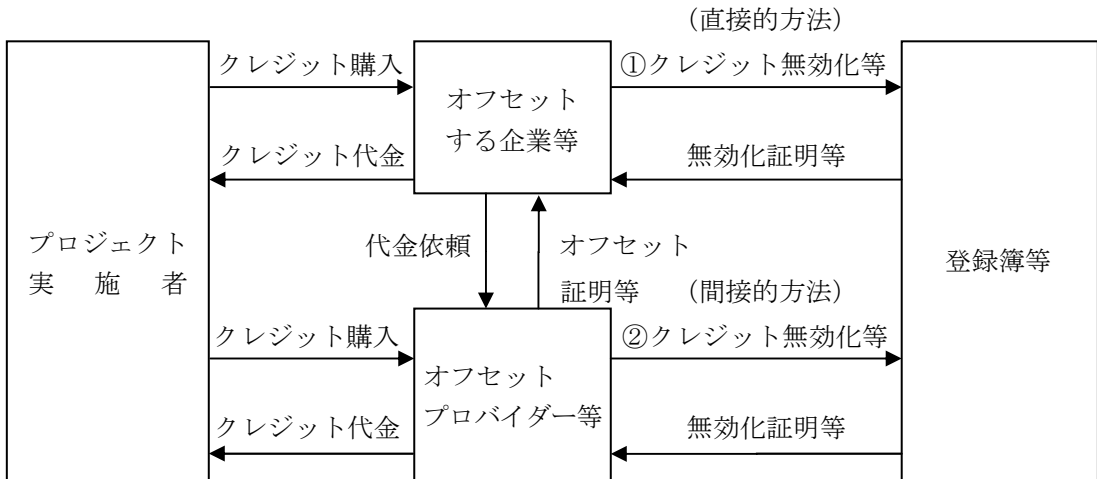 (直接的方法)
クレジット購入
①クレジット無効化等
オフセット
する企業等
クレジット代金
無効化証明等
プロジェクト
実施者
代金依頼
オフセット
証明等
登録簿等
(間接的方法)
クレジット購入
②クレジット無効化等
オフセット
プロバイダー等
クレジット代金
無効化証明等